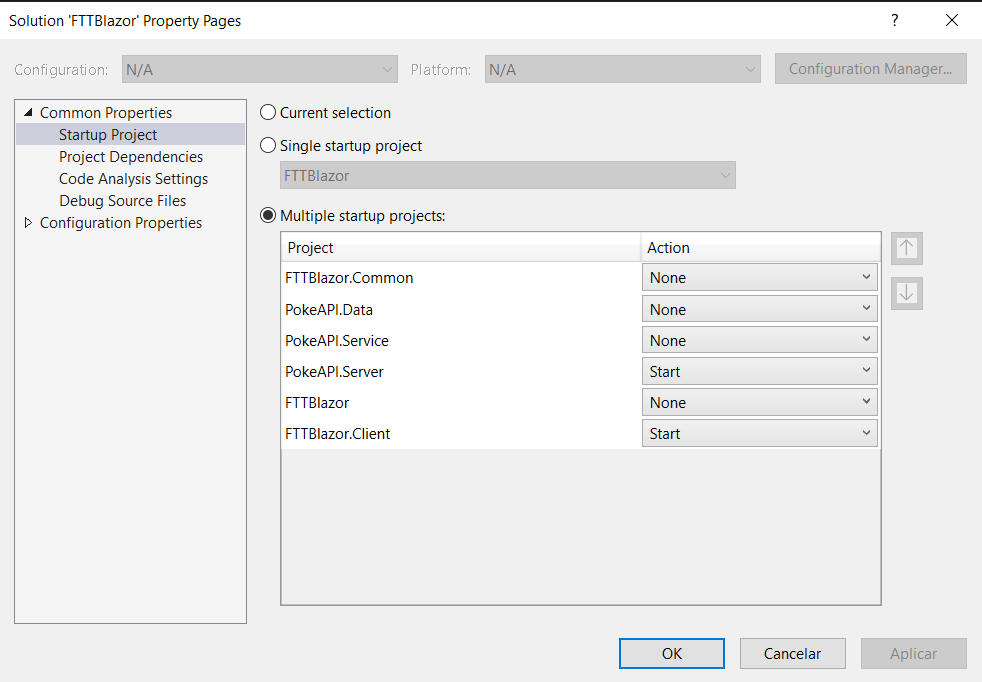 Solution 'FTTBlazor' Property Pages ?
Configuration: N/A Platform: N/A Configuration Manager...
Common Properties
Startup Project
Project Dependencies
Code Analysis Settings
Debug Source Files
Configuration Properties
Current selection
Single startup project
FTTBlazor
Multiple startup projects:
Project Action
FTTBlazor.Common None
PokeAPI.Data None
PokeAPI.Service None
PokeAPI.Server Start
FTTBlazor None
FTTBlazor.Client Start
OK Cancelar Aplicar